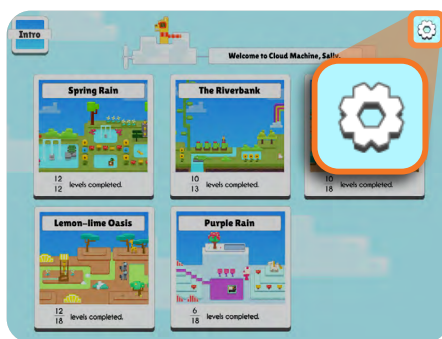 Intro
Welcome to Cloud Machine, Sally.
Spring Rain
12
12 levels completed.
The Riverbank
10
13 levels completed.
10
18 levels completed.
Lemon-lime Oasis
12
18 levels completed.
Purple Rain
6
18 levels completed.